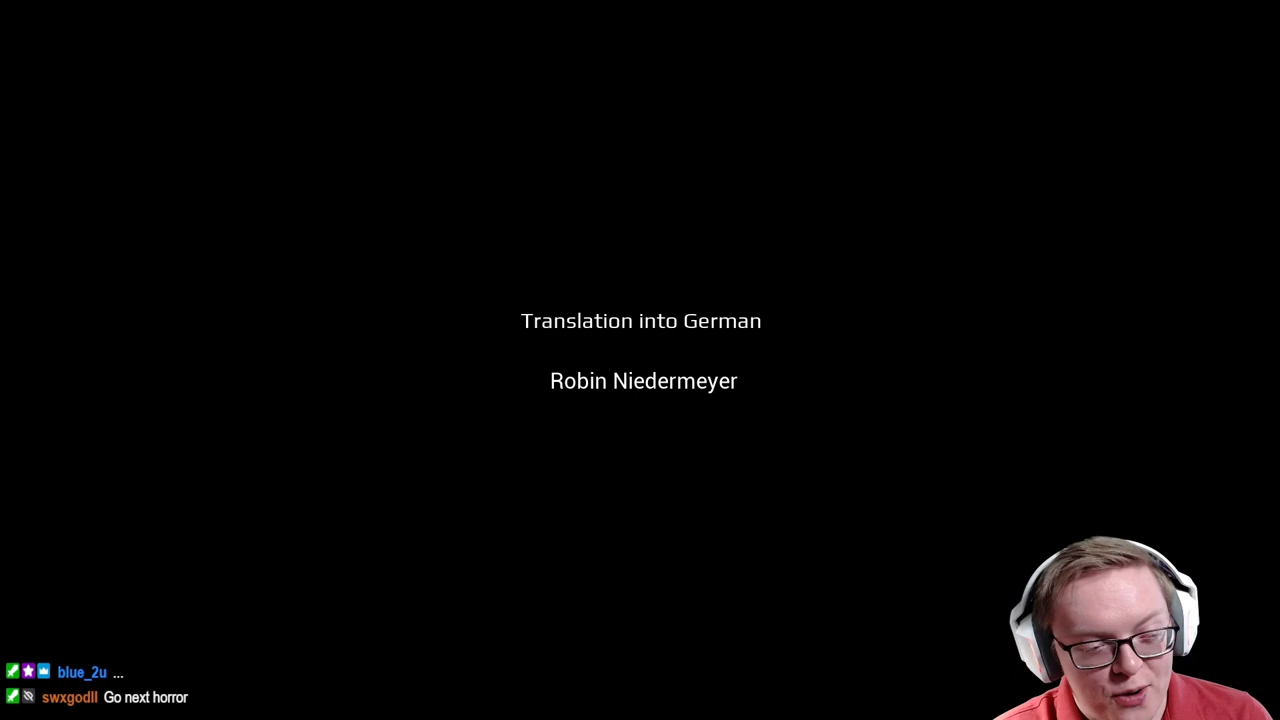 Translation into German
Robin Niedermeyer
blue_2u ...
swxgodll Go next horror